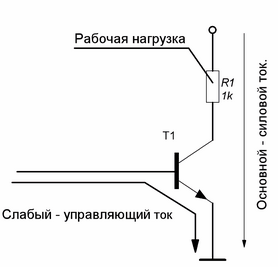 Рабочая нагрузка
R1
1k
T1
Слабый - управляющий ток
Основной - силовой ток.